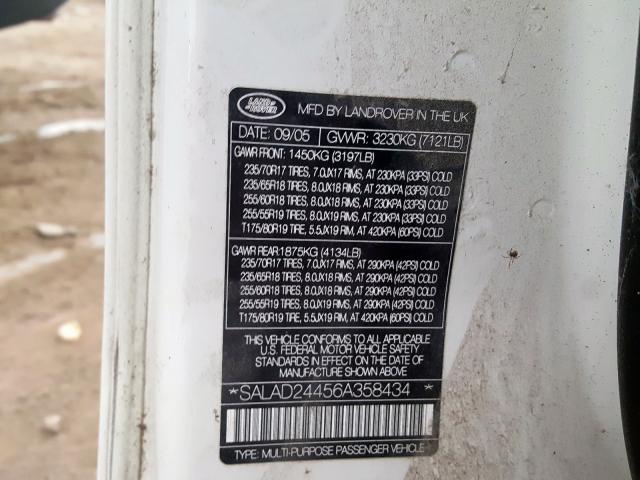 LAND ROVER
MFD BY LANDROVER IN THE UK
DATE: 09/05 GVWR: 3230KG (7121LB)
GAWR FRONT: 1450KG (3197LB)
235/70R17 TIRES, 7.0JX17 RIMS, AT 230KPA (33PSI) COLD
235/65R18 TIRES, 8.0JX18 RIMS, AT 230KPA (33PSI) COLD
255/60R18 TIRES, 8.0JX18 RIMS, AT 230KPA (33PSI) COLD
255/55R19 TIRES, 8.0JX19 RIMS, AT 230KPA (33PSI) COLD
T175/80R19 TIRE, 5.5JX19 RIM, AT 420KPA (60PSI) COLD
GAWR REAR: 1875KG (4134LB)
235/70R17 TIRES, 7.0JX17 RIMS, AT 290KPA (42PSI) COLD
235/65R18 TIRES, 8.0JX18 RIMS, AT 290KPA (42PSI) COLD
255/60R18 TIRES, 8.0JX18 RIMS, AT 290KPA (42PSI) COLD
255/55R19 TIRES, 8.0JX19 RIMS, AT 290KPA (42PSI) COLD
T175/80R19 TIRE, 5.5JX19 RIM, AT 420KPA (60PSI) COLD
THIS VEHICLE CONFORMS TO ALL APPLICABLE
U.S. FEDERAL MOTOR VEHICLE SAFETY
STANDARDS IN EFFECT ON THE DATE OF
MANUFACTURE SHOWN ABOVE
*SALAD24456A358434 *
TYPE: MULTI-PURPOSE PASSENGER VEHICLE